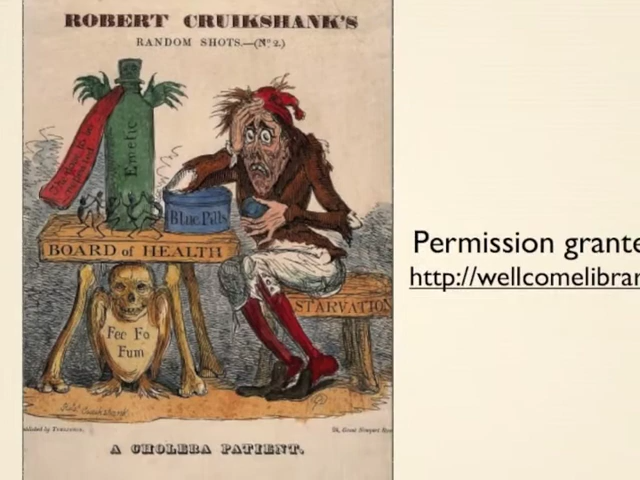 ROBERT CRUIKSHANK'S
RANDOM SHOTS.—(No 2.)
Emetic
Blue Pills
BOARD of HEALTH
STARVATION
Fee Fo
Fum
A CHOLERA PATIENT.
Permission grante
http://wellcomelibrar